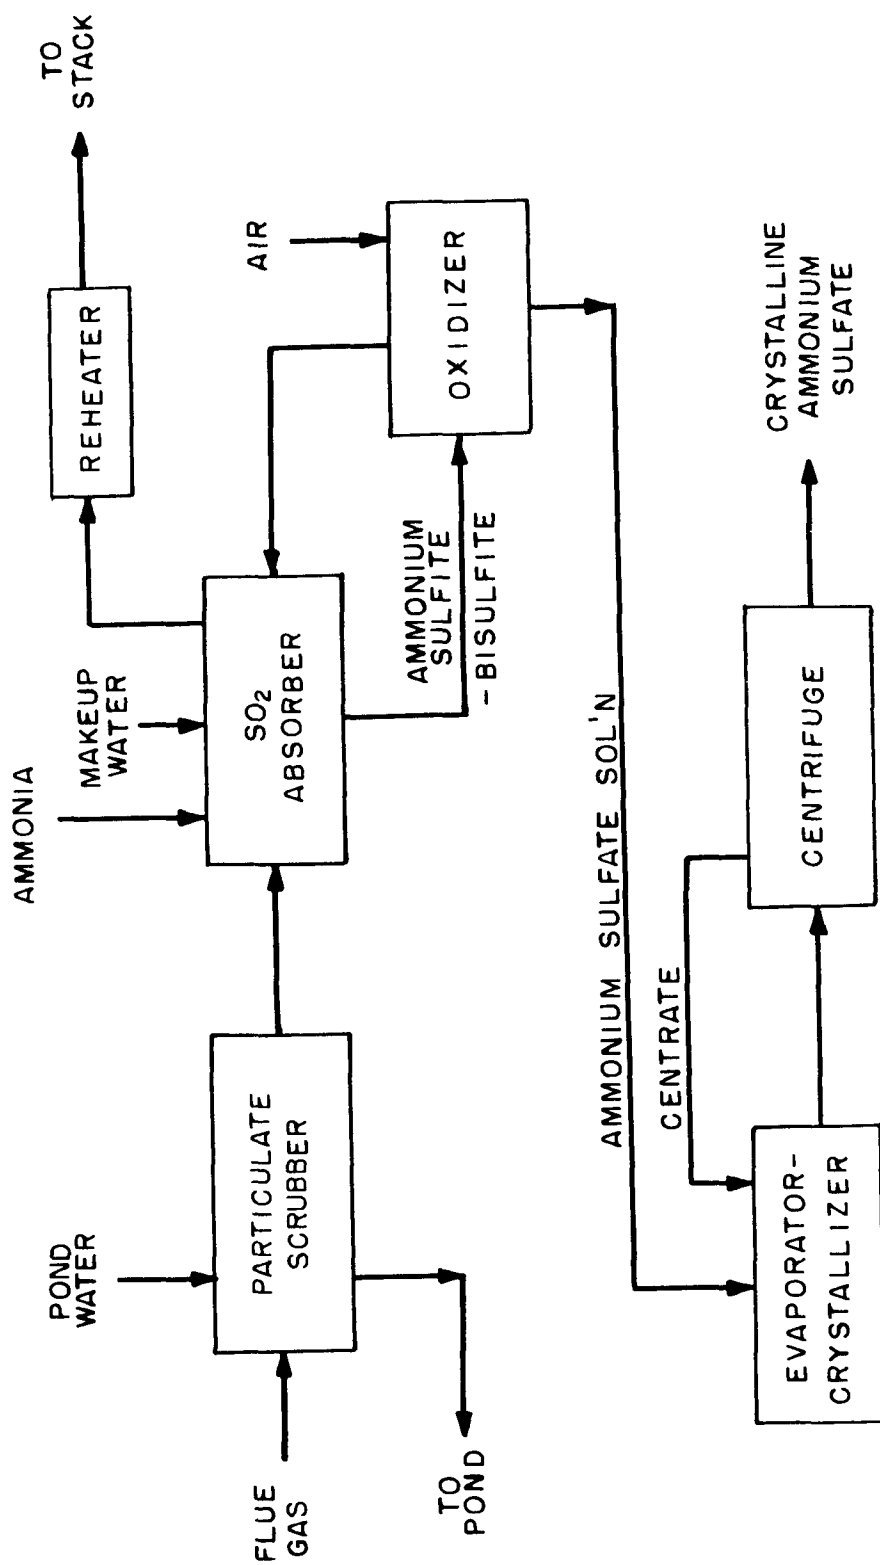 TO
STACK
REHEATER
AIR
OXIDIZER
MAKEUP
WATER
AMMONIA
SO2
ABSORBER
AMMONIUM
SULFITE
-BISULFITE
POND
WATER
PARTICULATE
SCRUBBER
FLUE
GAS
TO
POND
AMMONIUM SULFATE SOL'N
CENTRATE
EVAPORATOR-
CRYSTALLIZER
CENTRIFUGE
CRYSTALLINE
AMMONIUM
SULFATE